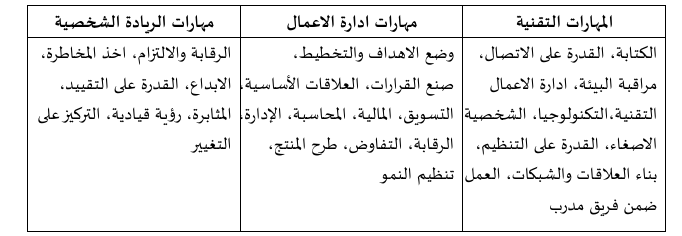 المهارات التقنية
مهارات ادارة الاعمال
مهارات الريادة الشخصية
الكتابة، القدرة على الاتصال،
مراقبة البيئة، ادارة الاعمال
التقنية،التكنولوجيا، الشخصية
الاصغاء، القدرة على التنظيم،
بناء العلاقات والشبكات، العمل
ضمن فريق مدرب
وضع الاهداف والتخطيط،
صنع القرارات، العلاقات الأساسية،
التسويق، المالية، المحاسبة، الإدارة،
الرقابة، التفاوض، طرح المنتج،
تنظيم النمو
الرقابة والالتزام، اخذ المخاطرة،
الابداع، القدرة على التقييد،
المثابرة، رؤية قيادية، التركيز على
التغيير